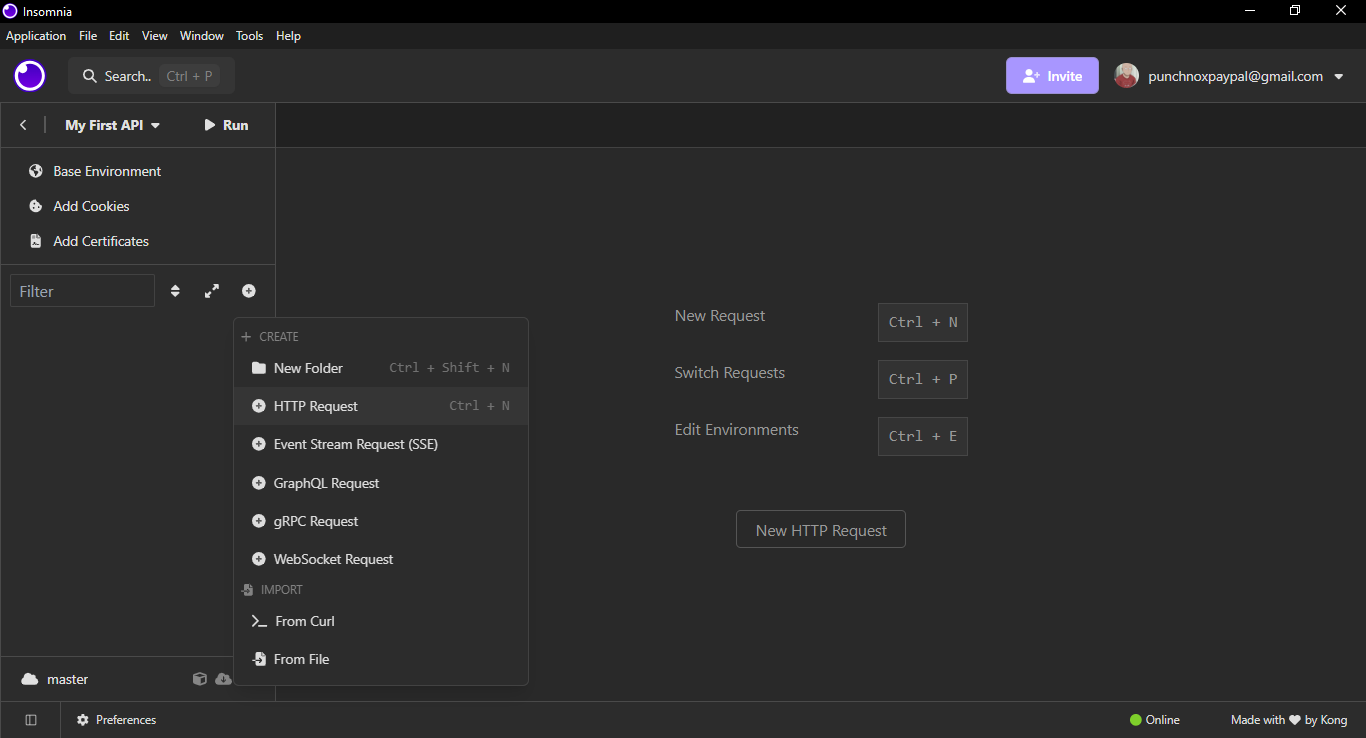 Insomnia
Application File Edit View Window Tools Help
Search.. Ctrl + P
Invite
punchnoxpaypal@gmail.com
My First API
Run
Base Environment
Add Cookies
Add Certificates
Filter
CREATE
New Folder Ctrl + Shift + N
HTTP Request Ctrl + N
Event Stream Request (SSE)
GraphQL Request
gRPC Request
WebSocket Request
IMPORT
From Curl
From File
New Request Ctrl + N
Switch Requests Ctrl + P
Edit Environments Ctrl + E
New HTTP Request
master
Preferences
Online
Made with ❤ by Kong